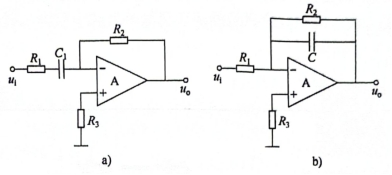 R₂
R₁ C₁
uᵢ
− A +
uₒ
R₃
a)
R₂
C
R₁
uᵢ
− A +
uₒ
R₃
b)